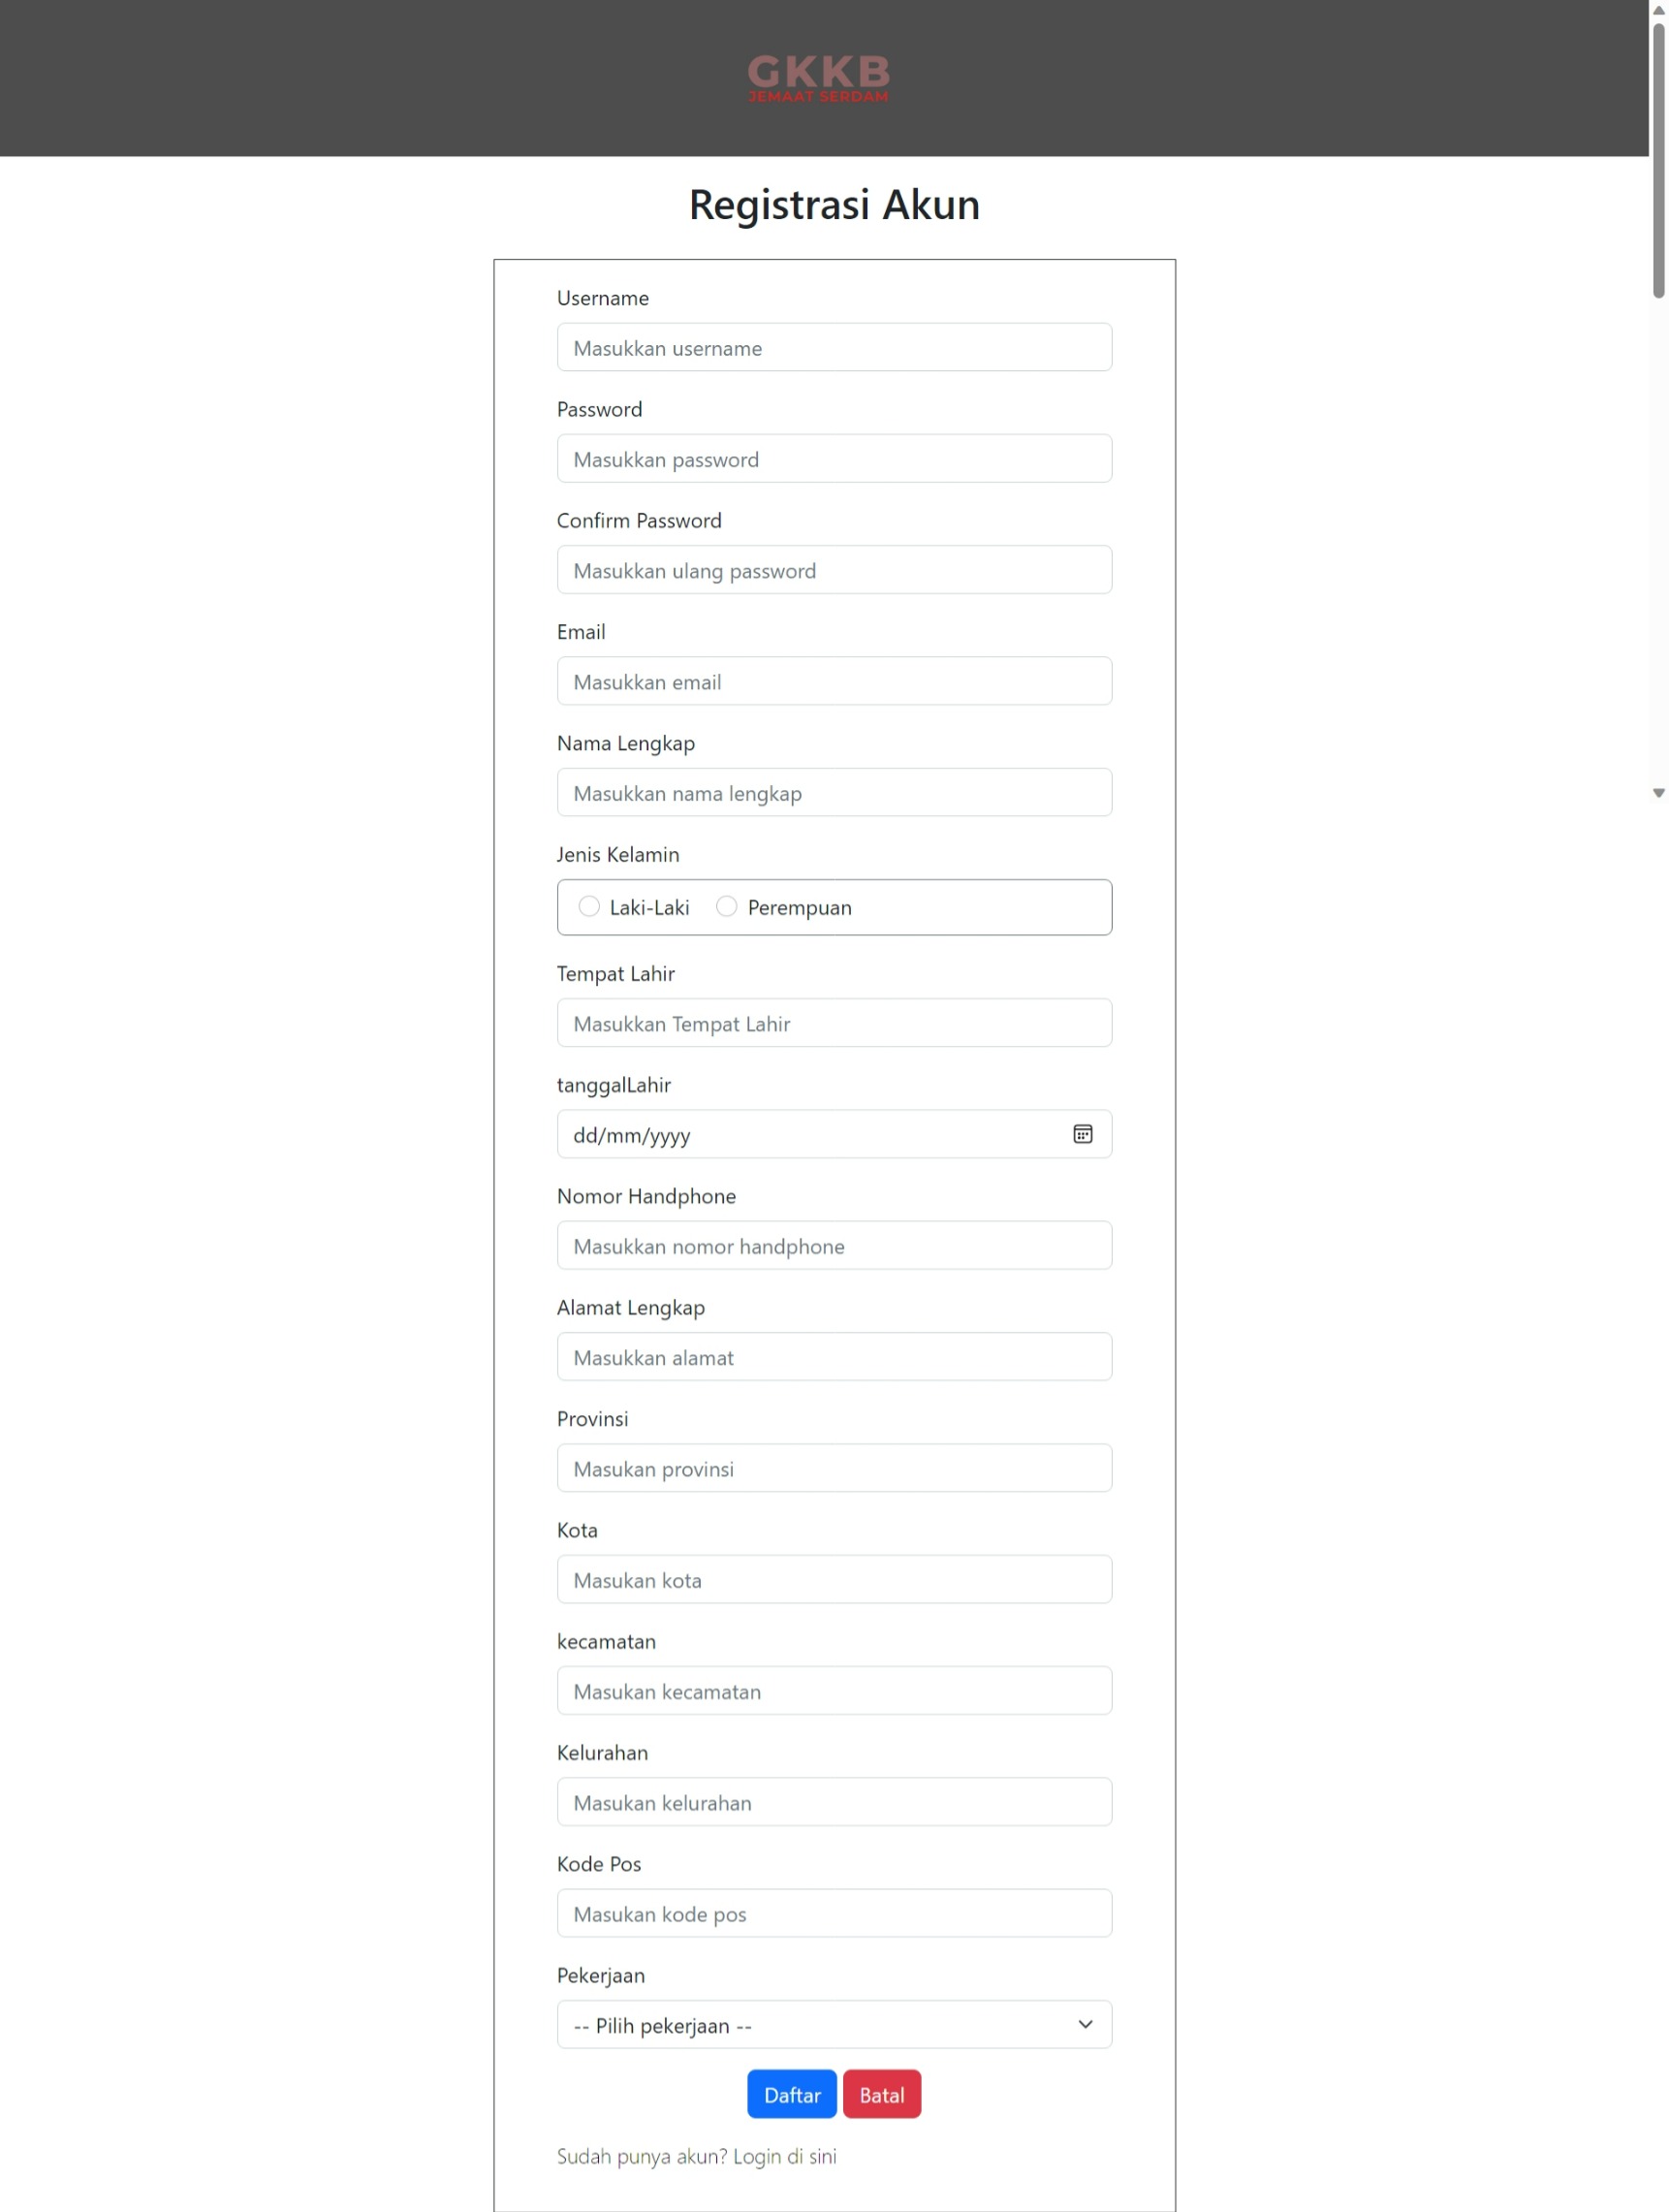 GKKB
JEMAAT SERDAM
Registrasi Akun
Username
Masukkan username
Password
Masukkan password
Confirm Password
Masukkan ulang password
Email
Masukkan email
Nama Lengkap
Masukkan nama lengkap
Jenis Kelamin
Laki-Laki Perempuan
Tempat Lahir
Masukkan Tempat Lahir
tanggalLahir
dd/mm/yyyy
Nomor Handphone
Masukkan nomor handphone
Alamat Lengkap
Masukkan alamat
Provinsi
Masukan provinsi
Kota
Masukan kota
kecamatan
Masukan kecamatan
Kelurahan
Masukan kelurahan
Kode Pos
Masukan kode pos
Pekerjaan
-- Pilih pekerjaan --
Daftar Batal
Sudah punya akun? Login di sini